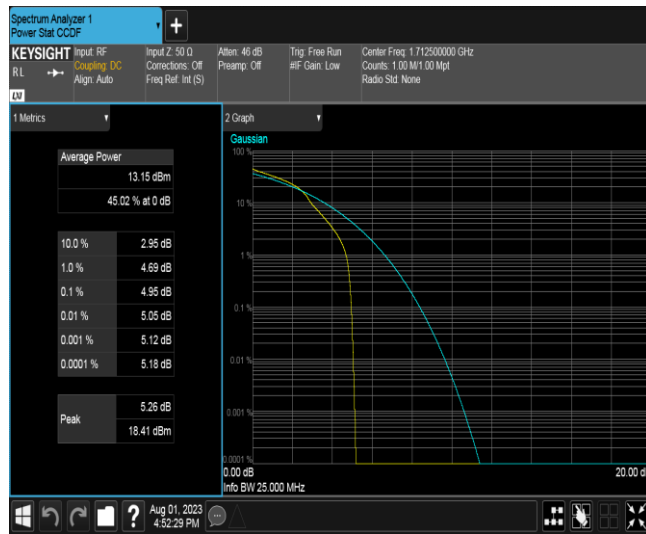 Spectrum Analyzer 1
Power Stat CCDF
+
KEYSIGHT
RL
LXI
Input: RF
Coupling: DC
Align: Auto
Input Z: 50 Ω
Corrections: Off
Freq Ref: Int (S)
Atten: 46 dB
Preamp: Off
Trig: Free Run
#IF Gain: Low
Center Freq: 1.712500000 GHz
Counts: 1.00 M/1.00 Mpt
Radio Std: None
1 Metrics
Average Power
13.15 dBm
45.02 % at 0 dB
10.0 % 2.95 dB
1.0 % 4.69 dB
0.1 % 4.95 dB
0.01 % 5.05 dB
0.001 % 5.12 dB
0.0001 % 5.18 dB
Peak
5.26 dB
18.41 dBm
2 Graph
Gaussian
100 %
10 %
1 %
0.1 %
0.01 %
0.001 %
0.0001 %
0.00 dB
20.00 d
Info BW 25.000 MHz
?
Aug 01, 2023
4:52:29 PM